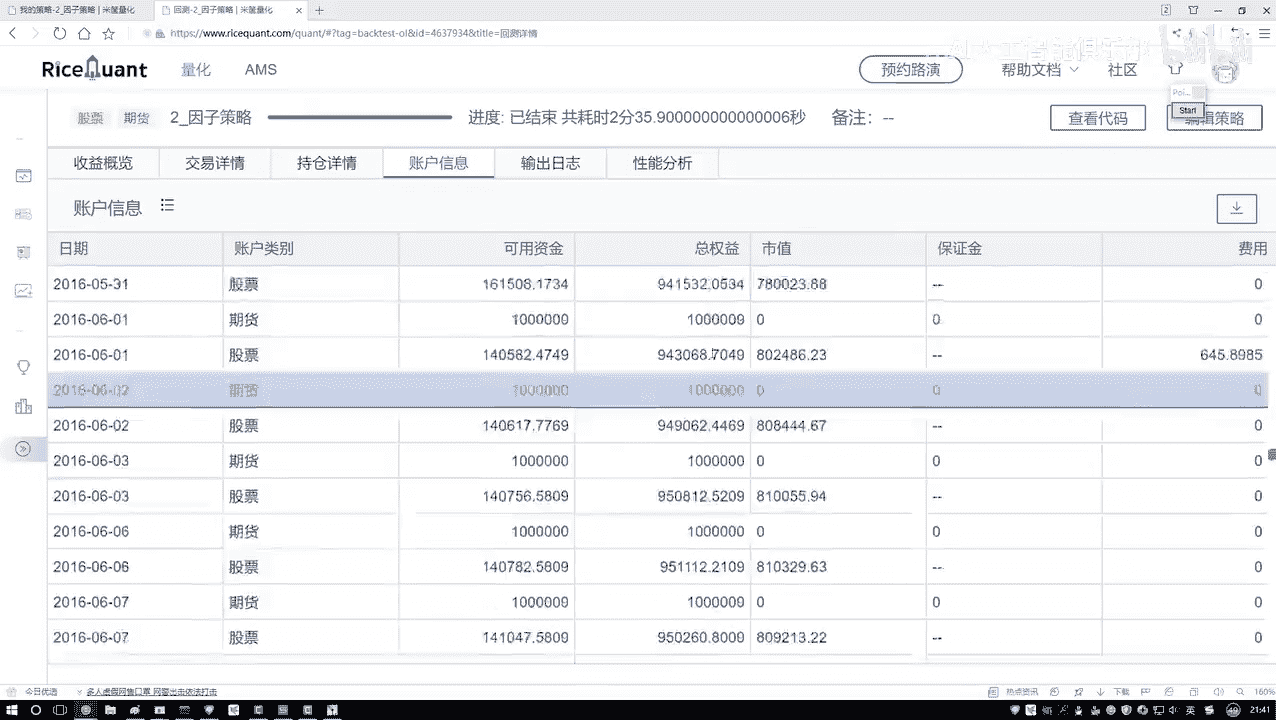 我的策略-2_因子策略 | 米筐量化
回测-2_因子策略 | 米筐量化
https://www.ricequant.com/quant/#?tag=backtest-ol&id=4637934&title=回测详情
RiceQuant 量化 AMS 预约路演 帮助文档 社区
Poi...
Start
股票 期货 2_因子策略 进度: 已结束 共耗时2分35.900000000000006秒 备注: -- 查看代码 编辑策略
收益概览 交易详情 持仓详情 账户信息 输出日志 性能分析
账户信息
日期 账户类别 可用资金 总权益 市值 保证金 费用
2016-05-31 股票 161508.1734 941532.0534 780023.88 -- 0
2016-06-01 期货 1000000 1000000 0 0 0
2016-06-01 股票 140582.4749 943068.7049 802486.23 -- 645.8985
2016-06-02 期货 1000000 1000000 0 0 0
2016-06-02 股票 140617.7769 949062.4469 808444.67 -- 0
2016-06-03 期货 1000000 1000000 0 0 0
2016-06-03 股票 140756.5809 950812.5209 810055.94 -- 0
2016-06-06 期货 1000000 1000000 0 0 0
2016-06-06 股票 140782.5809 951112.2109 810329.63 -- 0
2016-06-07 期货 1000000 1000000 0 0 0
2016-06-07 股票 141047.5809 950260.8009 809213.22 -- 0
今日优选 多人虚假网售口罩 网警出击依法打击 热点资讯 下载 160%
英 21:41